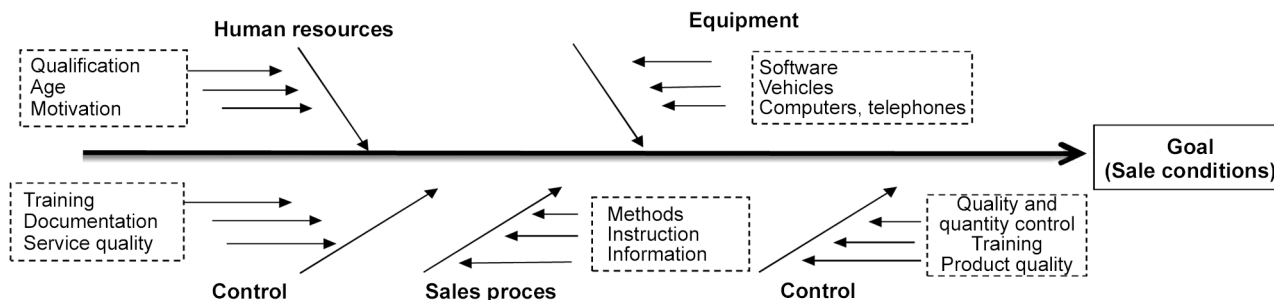 Human resources
Equipment
Qualification
Age
Motivation
Software
Vehicles
Computers, telephones
Goal
(Sale conditions)
Training
Documentation
Service quality
Methods
Instruction
Information
Quality and
quantity control
Training
Product quality
Control
Sales proces
Control